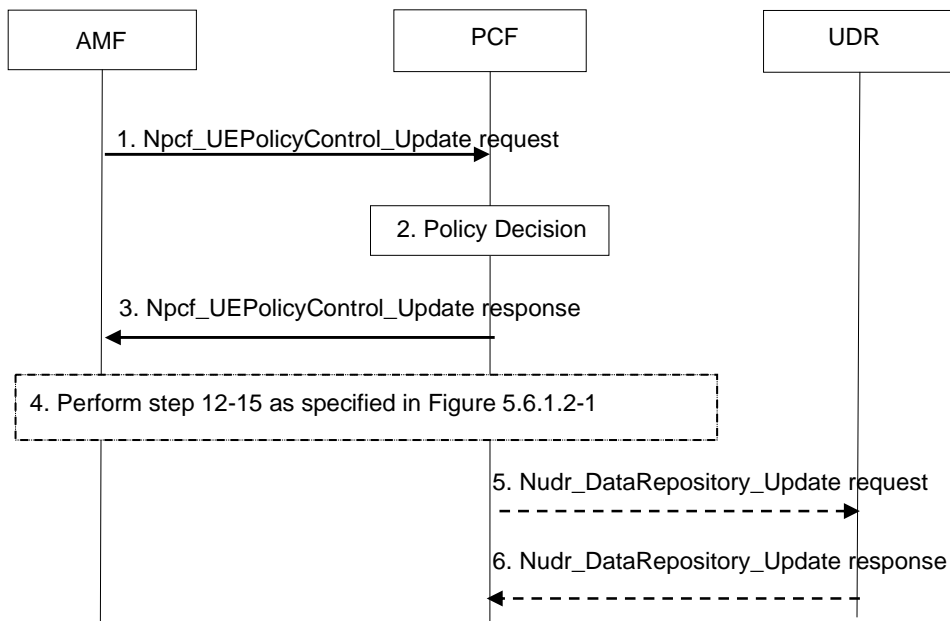 AMF
PCF
UDR
1. Npcf_UEPolicyControl_Update request
2. Policy Decision
3. Npcf_UEPolicyControl_Update response
4. Perform step 12-15 as specified in Figure 5.6.1.2-1
5. Nudr_DataRepository_Update request
6. Nudr_DataRepository_Update response